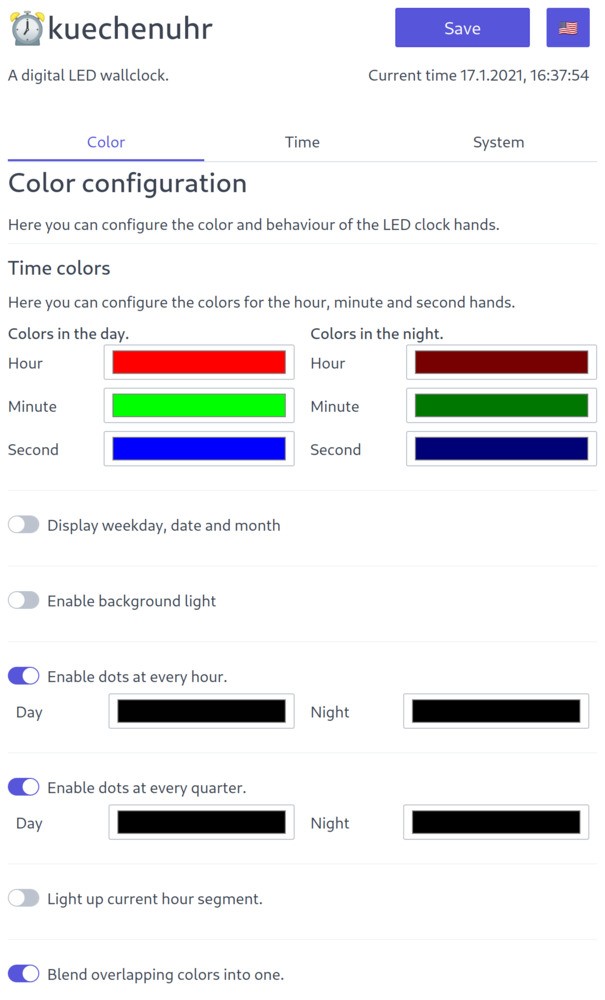 kuechenuhr
Save
A digital LED wallclock.
Current time 17.1.2021, 16:37:54
Color Time System
Color configuration
Here you can configure the color and behaviour of the LED clock hands.
Time colors
Here you can configure the colors for the hour, minute and second hands.
Colors in the day. Colors in the night.
Hour Hour
Minute Minute
Second Second
Display weekday, date and month
Enable background light
Enable dots at every hour.
Day Night
Enable dots at every quarter.
Day Night
Light up current hour segment.
Blend overlapping colors into one.